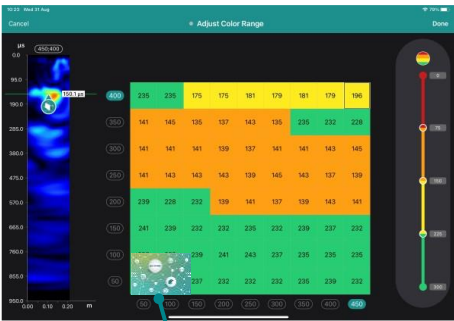 10:23 Wed 31 Aug 79%
Cancel Adjust Color Range Done
µs (450;400)
0.0
95.0
190.0
285.0
380.0
475.0
570.0
665.0
760.0
855.0
950.0
0.00 0.10 0.20 m
150.1 µs
400 235 235 175 175 181 179 181 179 196
350 141 145 135 137 143 135 235 232 228
300 141 141 141 139 137 141 141 143 145
250 141 143 143 143 139 145 143 137 139
200 239 228 232 139 141 137 139 143 141
150 241 239 232 232 235 232 239 237 232
100 239 241 243 237 235 235 235
50 237 232 232 232 235 239 232
50 100 150 200 250 300 350 400 450
0
75
150
225
300